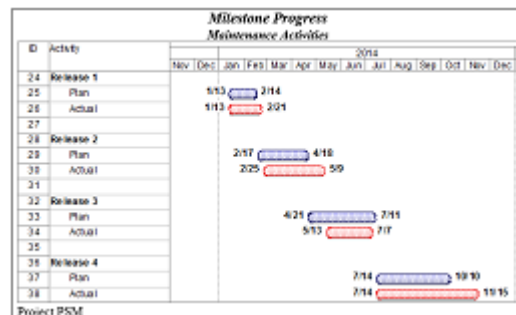 Milestone Progress
Maintenance Activities
ID Activity 2014
Nov Dec Jan Feb Mar Apr May Jun Jul Aug Sep Oct Nov Dec
24 Release 1
25 Plan 1/13 2/14
26 Actual 1/13 2/21
27
28 Release 2
29 Plan 2/17 4/18
30 Actual 2/25 5/9
31
32 Release 3
33 Plan 4/21 7/11
34 Actual 5/13 7/7
35
36 Release 4
37 Plan 7/14 10/10
38 Actual 7/14 11/15
Project PSM